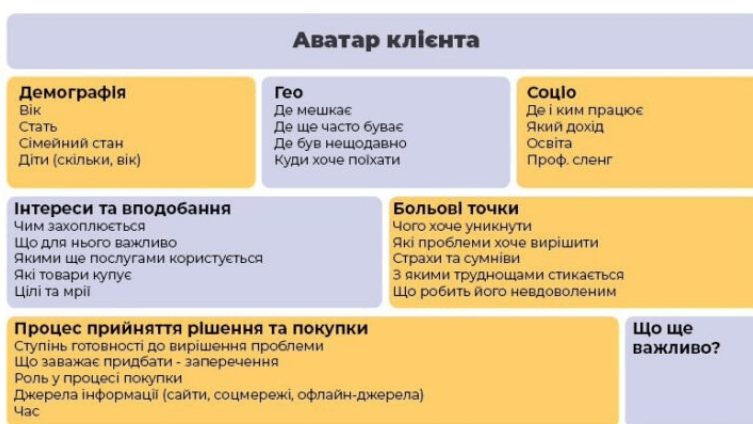 Аватар клієнта
Демографія
Вік
Стать
Сімейний стан
Діти (скільки, вік)
Гео
Де мешкає
Де ще часто буває
Де був нещодавно
Куди хоче поїхати
Соціо
Де і ким працює
Який дохід
Освіта
Проф. сленг
Інтереси та вподобання
Чим захоплюється
Що для нього важливо
Якими ще послугами користується
Які товари купує
Цілі та мрії
Больові точки
Чого хоче уникнути
Які проблеми хоче вирішити
Страхи та сумніви
З якими труднощами стикається
Що робить його невдоволеним
Процес прийняття рішення та покупки
Ступінь готовності до вирішення проблеми
Що заважає придбати - заперечення
Роль у процесі покупки
Джерела інформації (сайти, соцмережі, офлайн-джерела)
Час
Що ще
важливо?